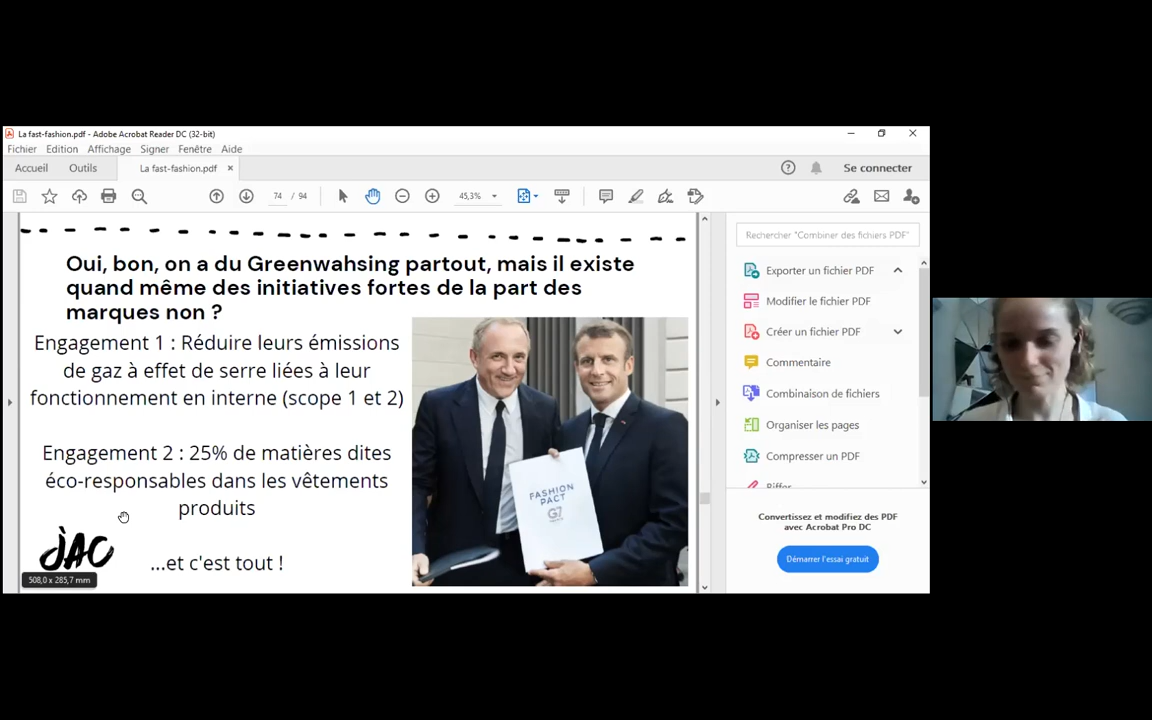 La fast-fashion.pdf - Adobe Acrobat Reader DC (32-bit)
Fichier Edition Affichage Signer Fenêtre Aide
Accueil Outils La fast-fashion.pdf × Se connecter
74 / 94 45,3%
Oui, bon, on a du Greenwahsing partout, mais il existe
quand même des initiatives fortes de la part des
marques non ?
Engagement 1 : Réduire leurs émissions
de gaz à effet de serre liées à leur
fonctionnement en interne (scope 1 et 2)
Engagement 2 : 25% de matières dites
éco-responsables dans les vêtements
produits
...et c'est tout !
JAC
508,0 x 285,7 mm
FASHION
PACT
G7
Rechercher "Combiner des fichiers PDF"
Exporter un fichier PDF
Modifier le fichier PDF
Créer un fichier PDF
Commentaire
Combinaison de fichiers
Organiser les pages
Compresser un PDF
Biffer
Convertissez et modifiez des PDF
avec Acrobat Pro DC
Démarrer l'essai gratuit